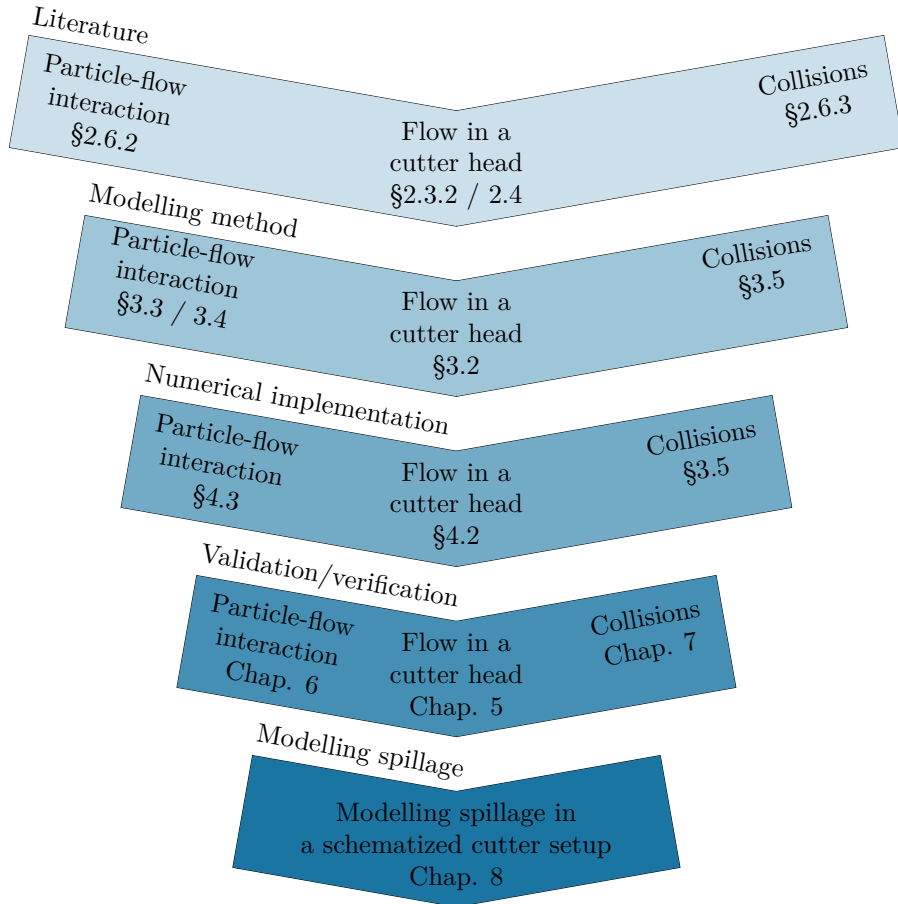 Literature
Particle-flow
interaction
§2.6.2
Flow in a
cutter head
§2.3.2 / 2.4
Collisions
§2.6.3
Modelling method
Particle-flow
interaction
§3.3 / 3.4
Flow in a
cutter head
§3.2
Collisions
§3.5
Numerical implementation
Particle-flow
interaction
§4.3
Flow in a
cutter head
§4.2
Collisions
§3.5
Validation/verification
Particle-flow
interaction
Chap. 6
Flow in a
cutter head
Chap. 5
Collisions
Chap. 7
Modelling spillage
Modelling spillage in
a schematized cutter setup
Chap. 8